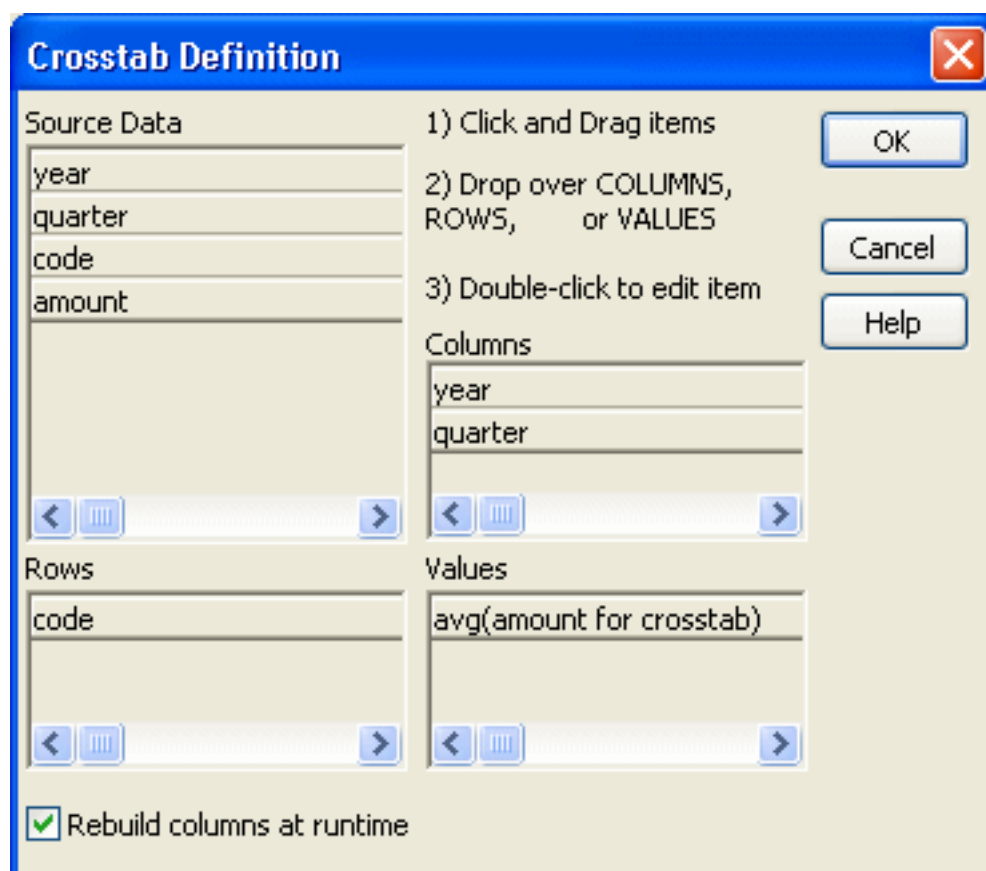 Crosstab Definition
Source Data
year
quarter
code
amount
1) Click and Drag items
2) Drop over COLUMNS,
ROWS, or VALUES
3) Double-click to edit item
OK
Cancel
Help
Columns
year
quarter
Rows
code
Values
avg(amount for crosstab)
Rebuild columns at runtime